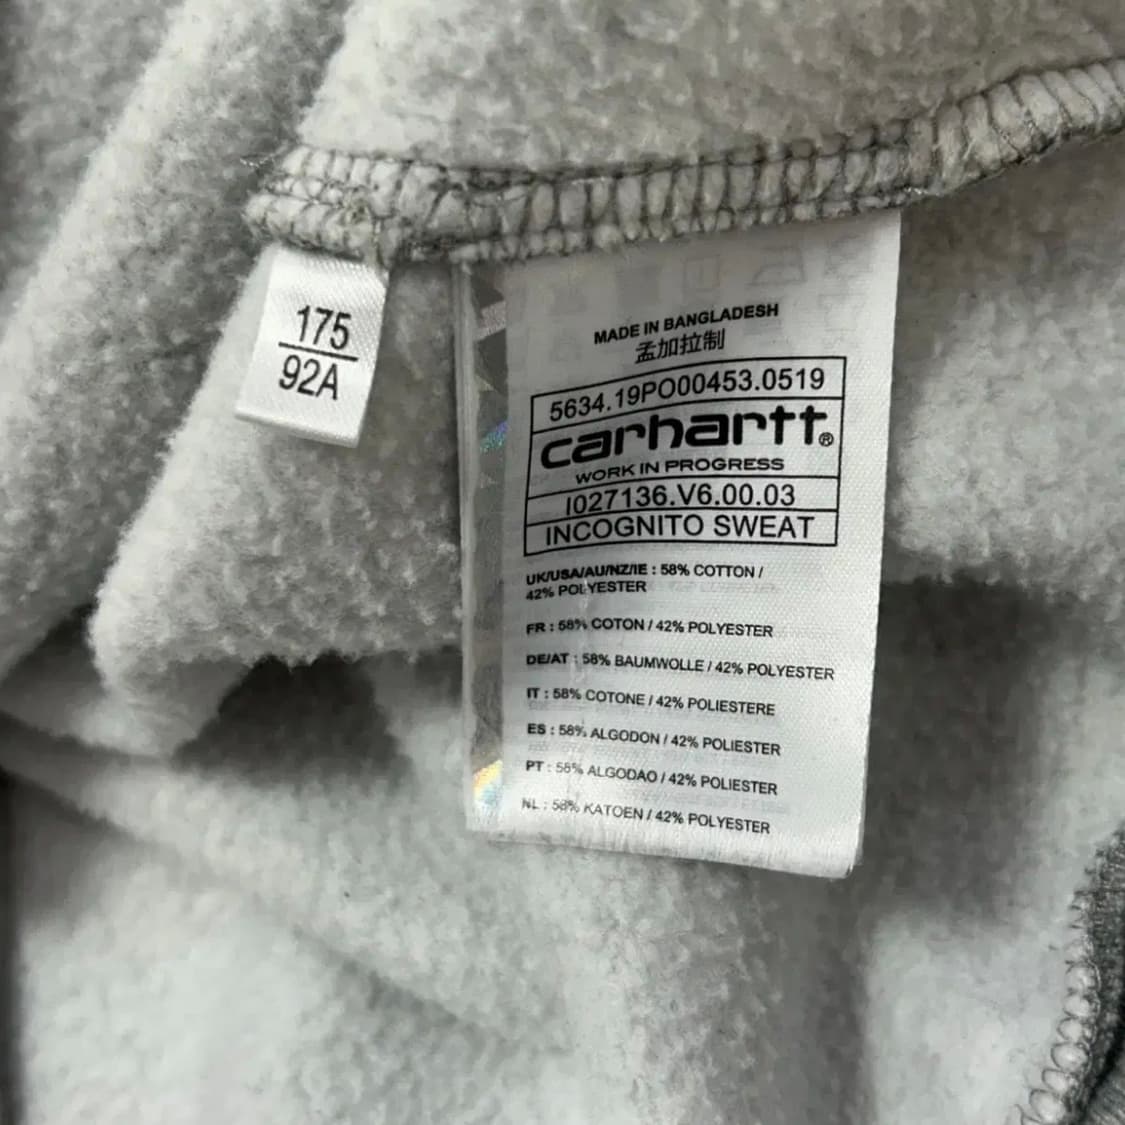 175
92A
MADE IN BANGLADESH
孟加拉制
5634.19PO00453.0519
carhartt®
WORK IN PROGRESS
I027136.V6.00.03
INCOGNITO SWEAT
UK/USA/AU/NZ/IE : 58% COTTON /
42% POLYESTER
FR : 58% COTON / 42% POLYESTER
DE/AT : 58% BAUMWOLLE / 42% POLYESTER
IT : 58% COTONE / 42% POLIESTERE
ES : 58% ALGODON / 42% POLIESTER
PT : 58% ALGODAO / 42% POLIESTER
NL : 58% KATOEN / 42% POLYESTER